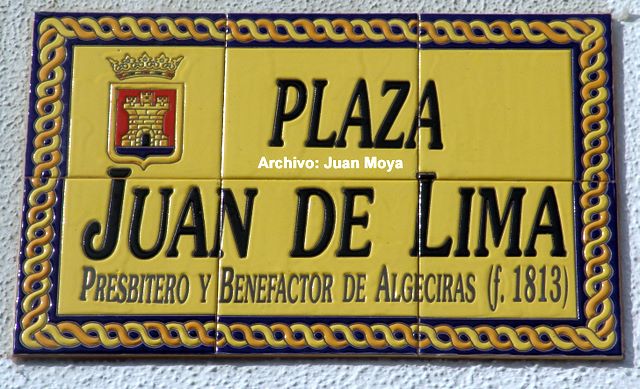 PLAZA
Archivo: Juan Moya
JUAN DE LIMA
PRESBITERO Y BENEFACTOR DE ALGECIRAS (f. 1813)